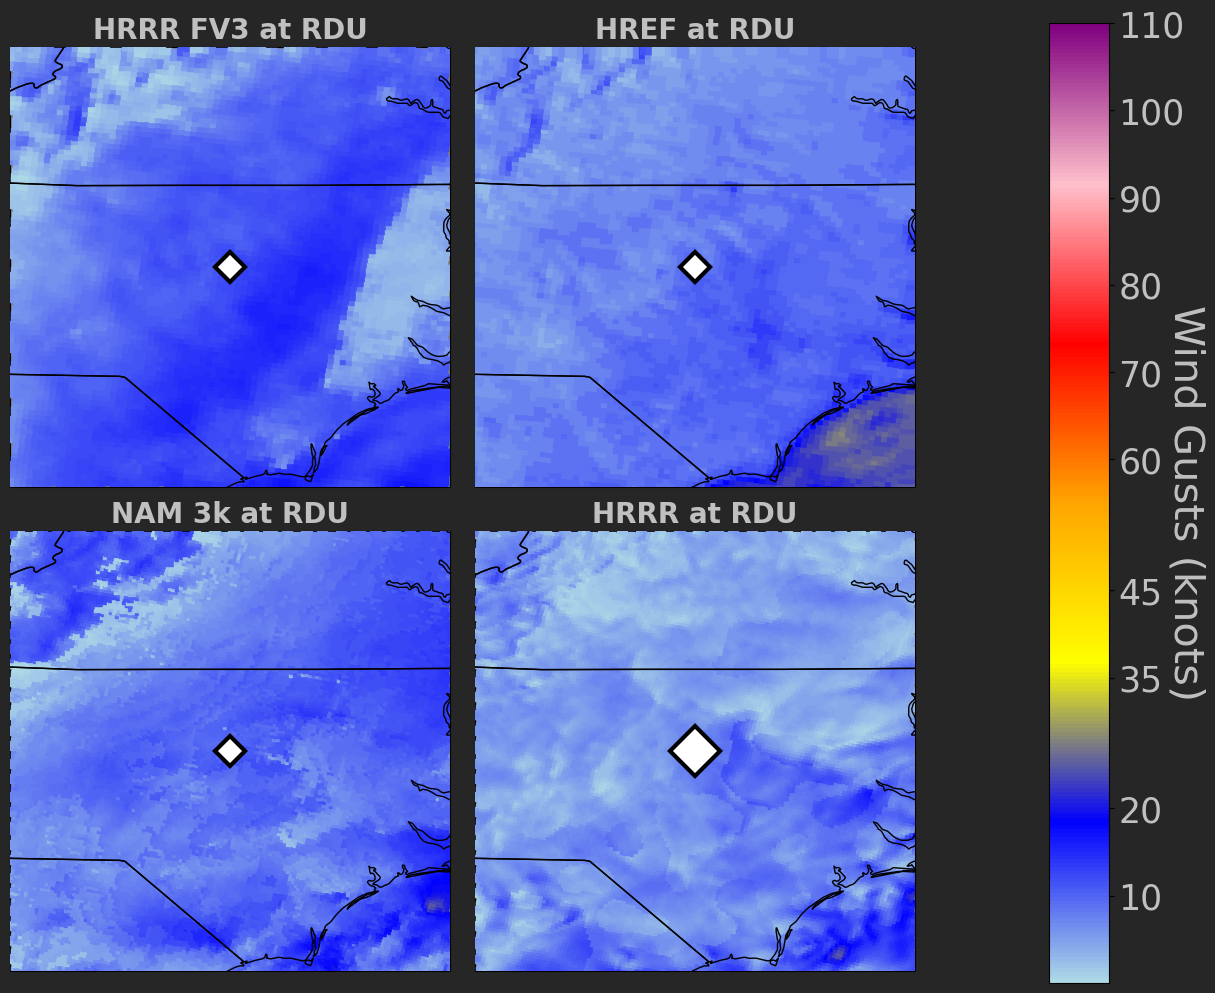 HRRR FV3 at RDU
HREF at RDU
NAM 3k at RDU
HRRR at RDU
110
100
90
80
70
60
45
35
20
10
Wind Gusts (knots)